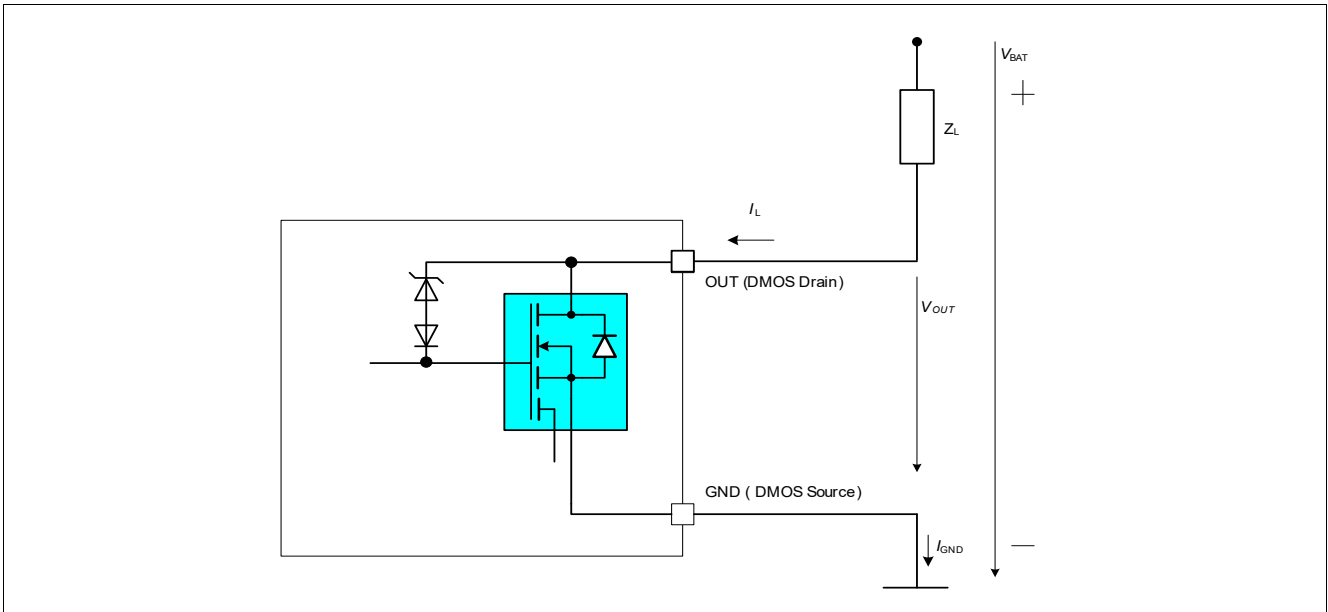 V_BAT
+
Z_L
I_L
OUT (DMOS Drain)
V_OUT
GND ( DMOS Source)
I_GND
—